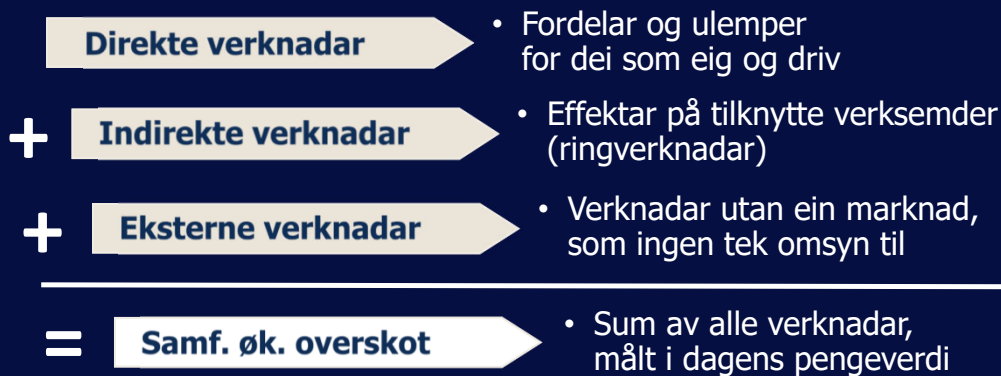 Direkte verknadar
• Fordelar og ulemper
for dei som eig og driv
+ Indirekte verknadar
• Effektar på tilknytte verksemder
(ringverknadar)
+ Eksterne verknadar
• Verknadar utan ein marknad,
som ingen tek omsyn til
= Samf. øk. overskot
• Sum av alle verknadar,
målt i dagens pengeverdi